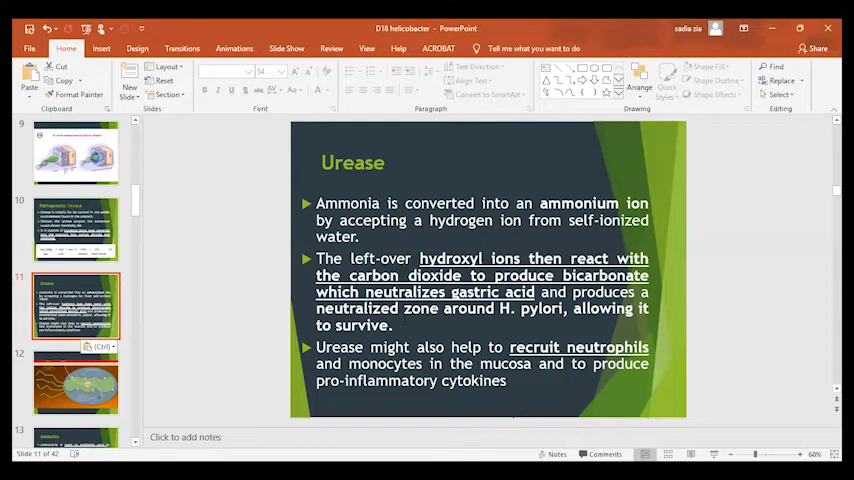 D18 helicobacter - PowerPoint
sadia zia
File Home Insert Design Transitions Animations Slide Show Review View Help ACROBAT Tell me what you want to do Share
Cut
Copy
Format Painter
Paste
Clipboard
New Slide
Layout
Reset
Section
Slides
54
Font
Text Direction
Align Text
Convert to SmartArt
Paragraph
Arrange
Quick Styles
Shape Fill
Shape Outline
Shape Effects
Drawing
Find
Replace
Select
Editing
9
10
11
(Ctrl)
12
13
Urease
Ammonia is converted into an ammonium ion
by accepting a hydrogen ion from self-ionized
water.
The left-over hydroxyl ions then react with
the carbon dioxide to produce bicarbonate
which neutralizes gastric acid and produces a
neutralized zone around H. pylori, allowing it
to survive.
Urease might also help to recruit neutrophils
and monocytes in the mucosa and to produce
pro-inflammatory cytokines
Click to add notes
Slide 11 of 42
Notes
Comments
68%